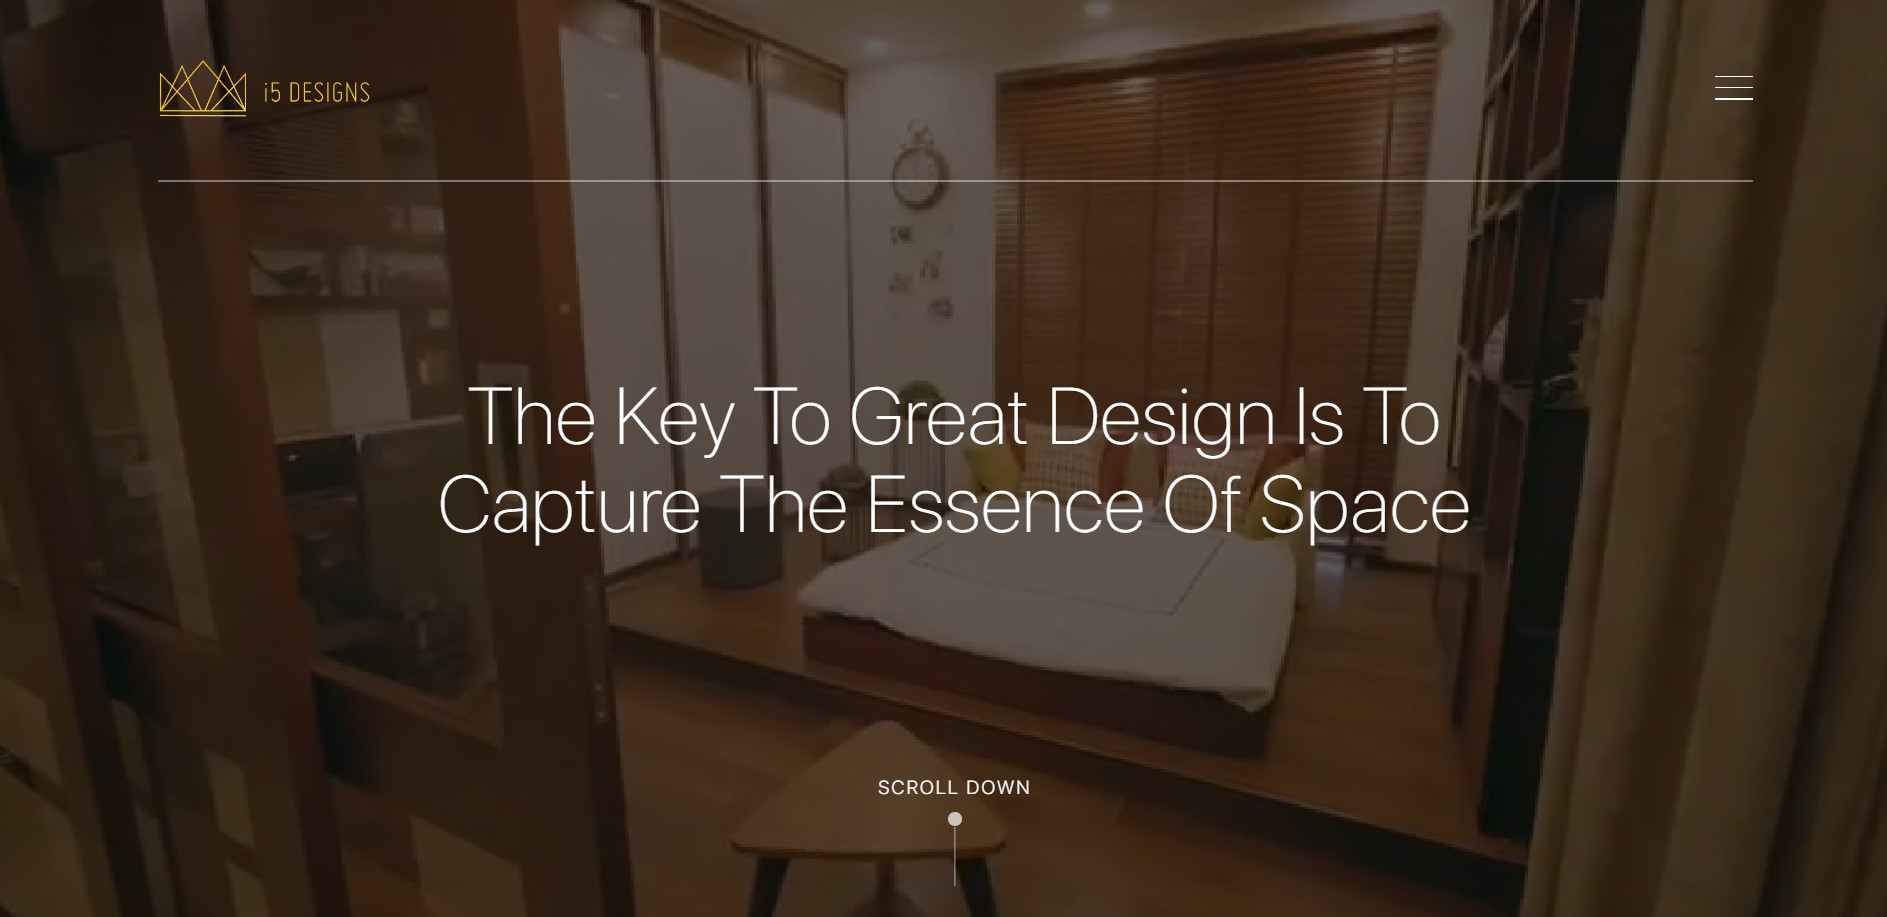 i5 DESIGNS
The Key To Great Design Is To
Capture The Essence Of Space
SCROLL DOWN